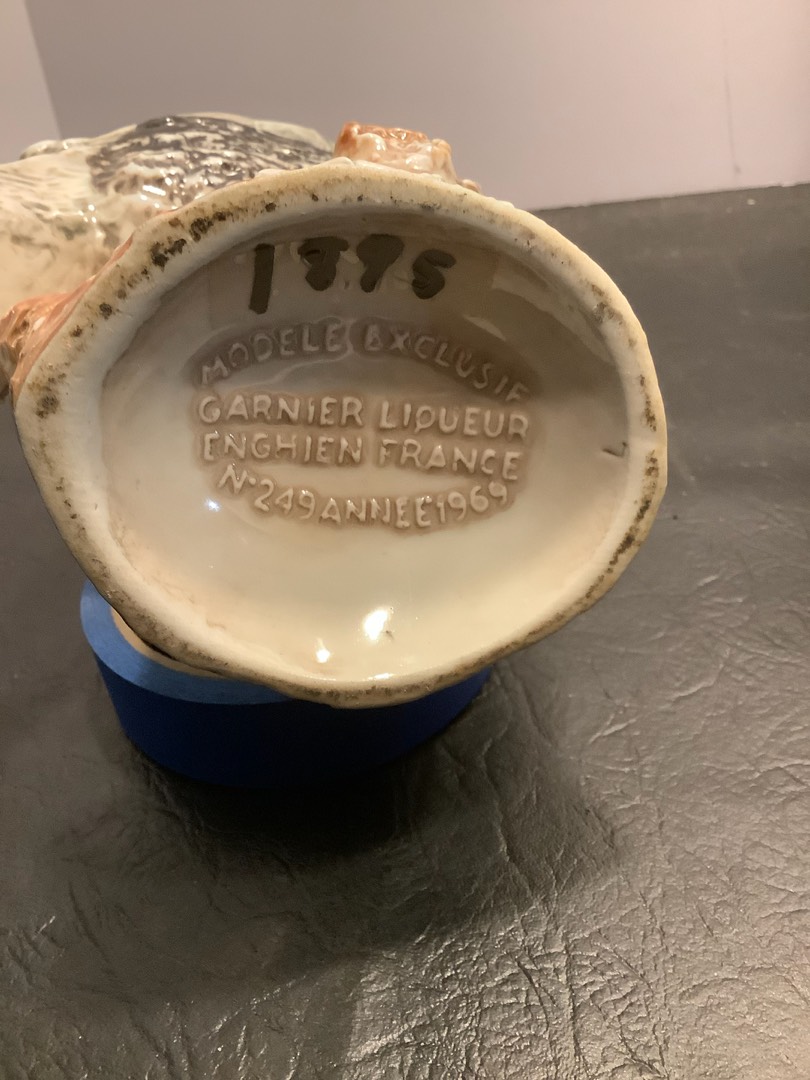 1895
MODELE EXCLUSIF
GARNIER LIQUEUR
ENGHIEN FRANCE
N° 249 ANNEE 1969